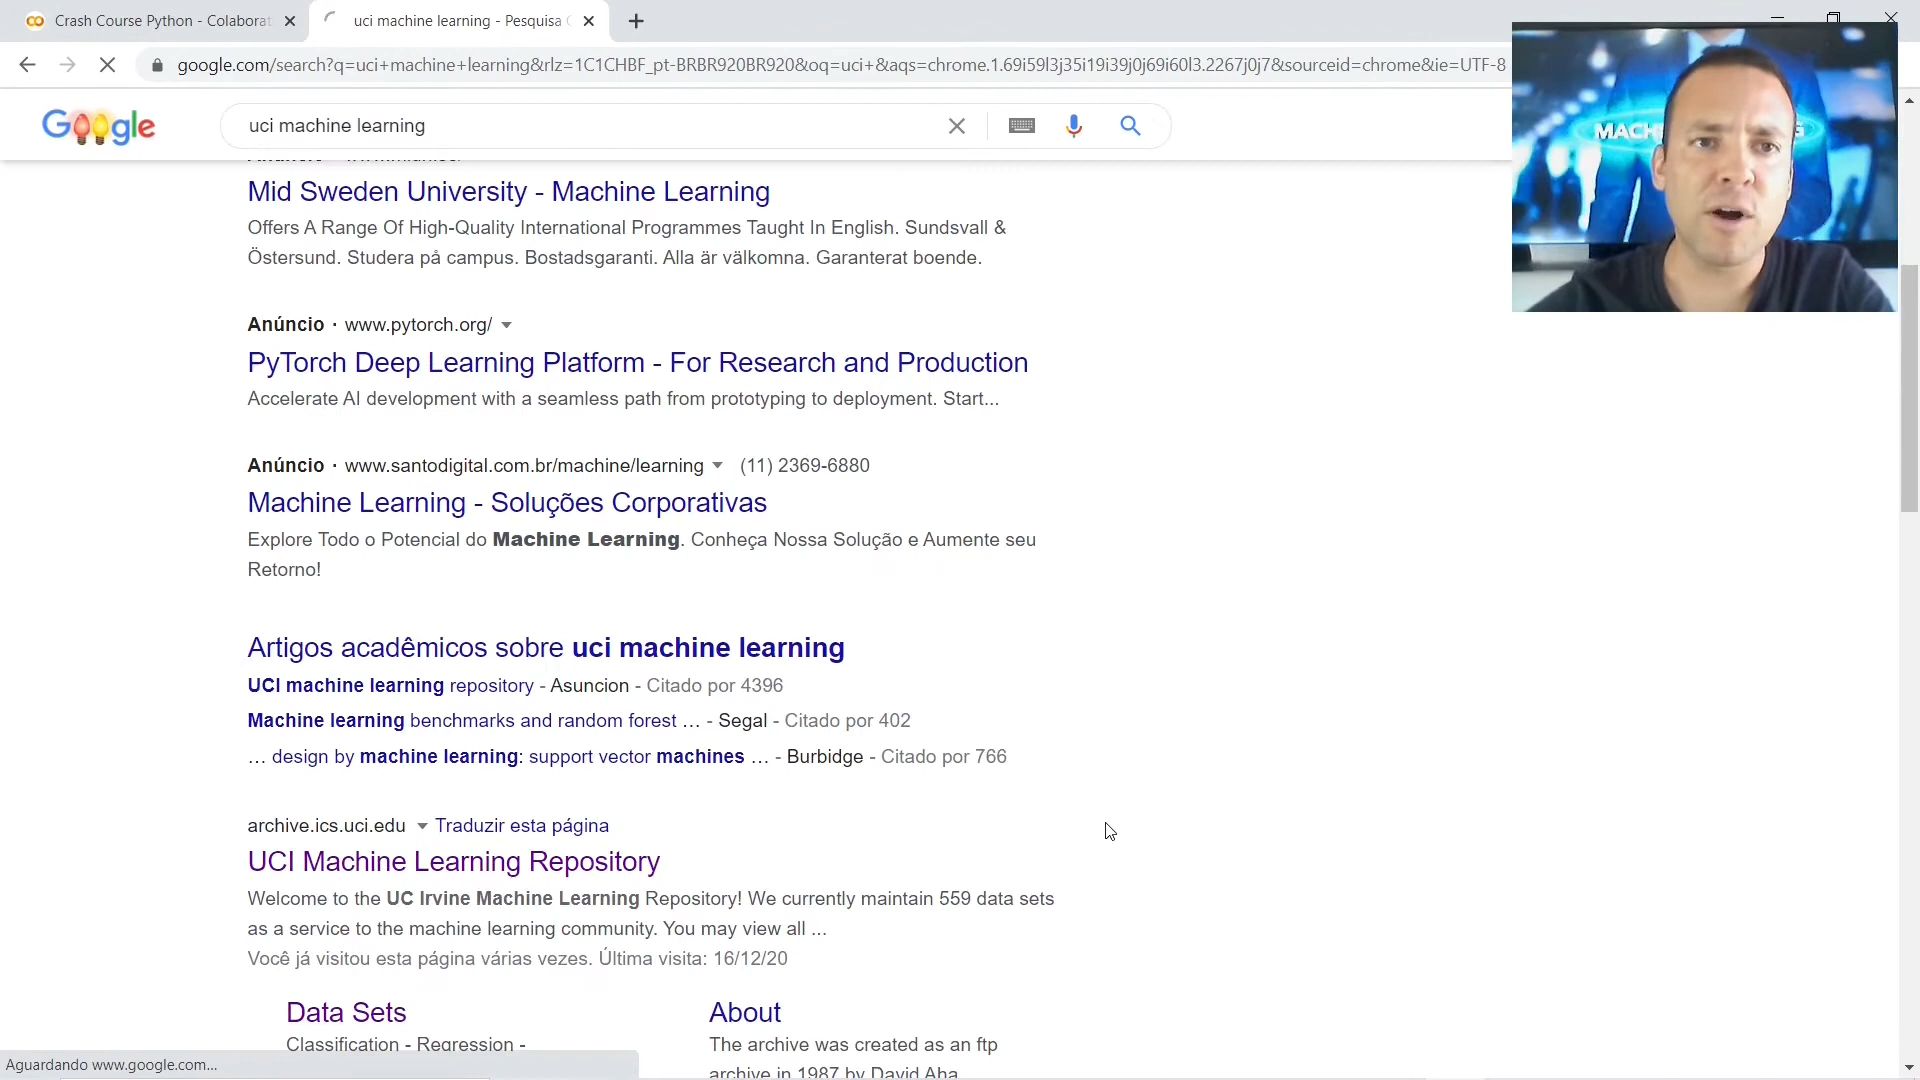 Crash Course Python - Colaborat
uci machine learning - Pesquisa
google.com/search?q=uci+machine+learning&rlz=1C1CHBF_pt-BRBR920BR920&oq=uci+&aqs=chrome.1.69i59l3j35i19i39j0j69i60l3.2267j0j7&sourceid=chrome&ie=UTF-8
Google
uci machine learning
Mid Sweden University - Machine Learning
Offers A Range Of High-Quality International Programmes Taught In English. Sundsvall &
Östersund. Studera på campus. Bostadsgaranti. Alla är välkomna. Garanterat boende.
Anúncio · www.pytorch.org/
PyTorch Deep Learning Platform - For Research and Production
Accelerate AI development with a seamless path from prototyping to deployment. Start...
Anúncio · www.santodigital.com.br/machine/learning (11) 2369-6880
Machine Learning - Soluções Corporativas
Explore Todo o Potencial do Machine Learning. Conheça Nossa Solução e Aumente seu
Retorno!
Artigos acadêmicos sobre uci machine learning
UCI machine learning repository - Asuncion - Citado por 4396
Machine learning benchmarks and random forest … - Segal - Citado por 402
… design by machine learning: support vector machines … - Burbidge - Citado por 766
archive.ics.uci.edu Traduzir esta página
UCI Machine Learning Repository
Welcome to the UC Irvine Machine Learning Repository! We currently maintain 559 data sets
as a service to the machine learning community. You may view all ...
Você já visitou esta página várias vezes. Última visita: 16/12/20
Data Sets
Classification - Regression -
About
The archive was created as an ftp
archive in 1987 by David Aha
Aguardando www.google.com...